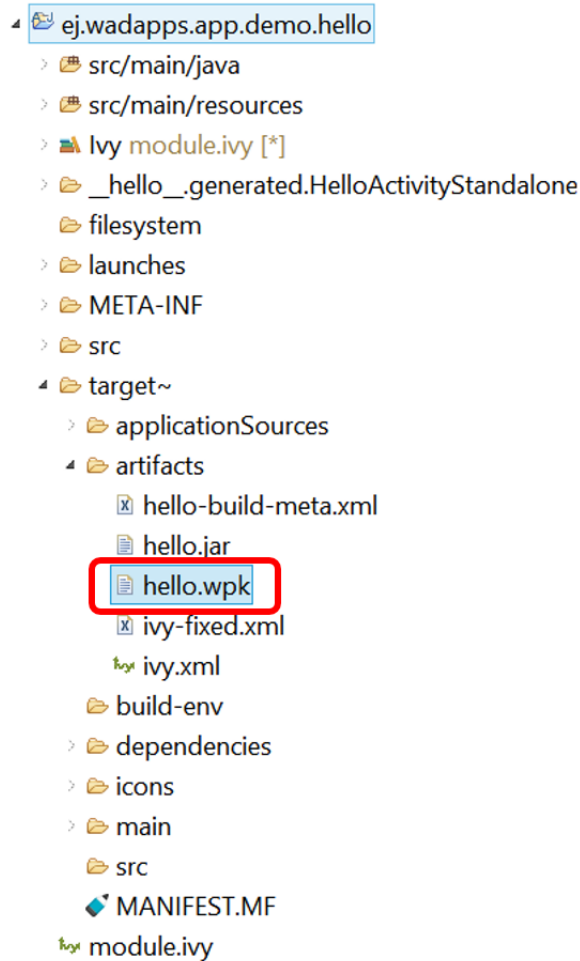 ej.wadapps.app.demo.hello
src/main/java
src/main/resources
Ivy module.ivy [*]
__hello__.generated.HelloActivityStandalone
filesystem
launches
META-INF
src
target~
applicationSources
artifacts
hello-build-meta.xml
hello.jar
hello.wpk
ivy-fixed.xml
ivy.xml
build-env
dependencies
icons
main
src
MANIFEST.MF
module.ivy